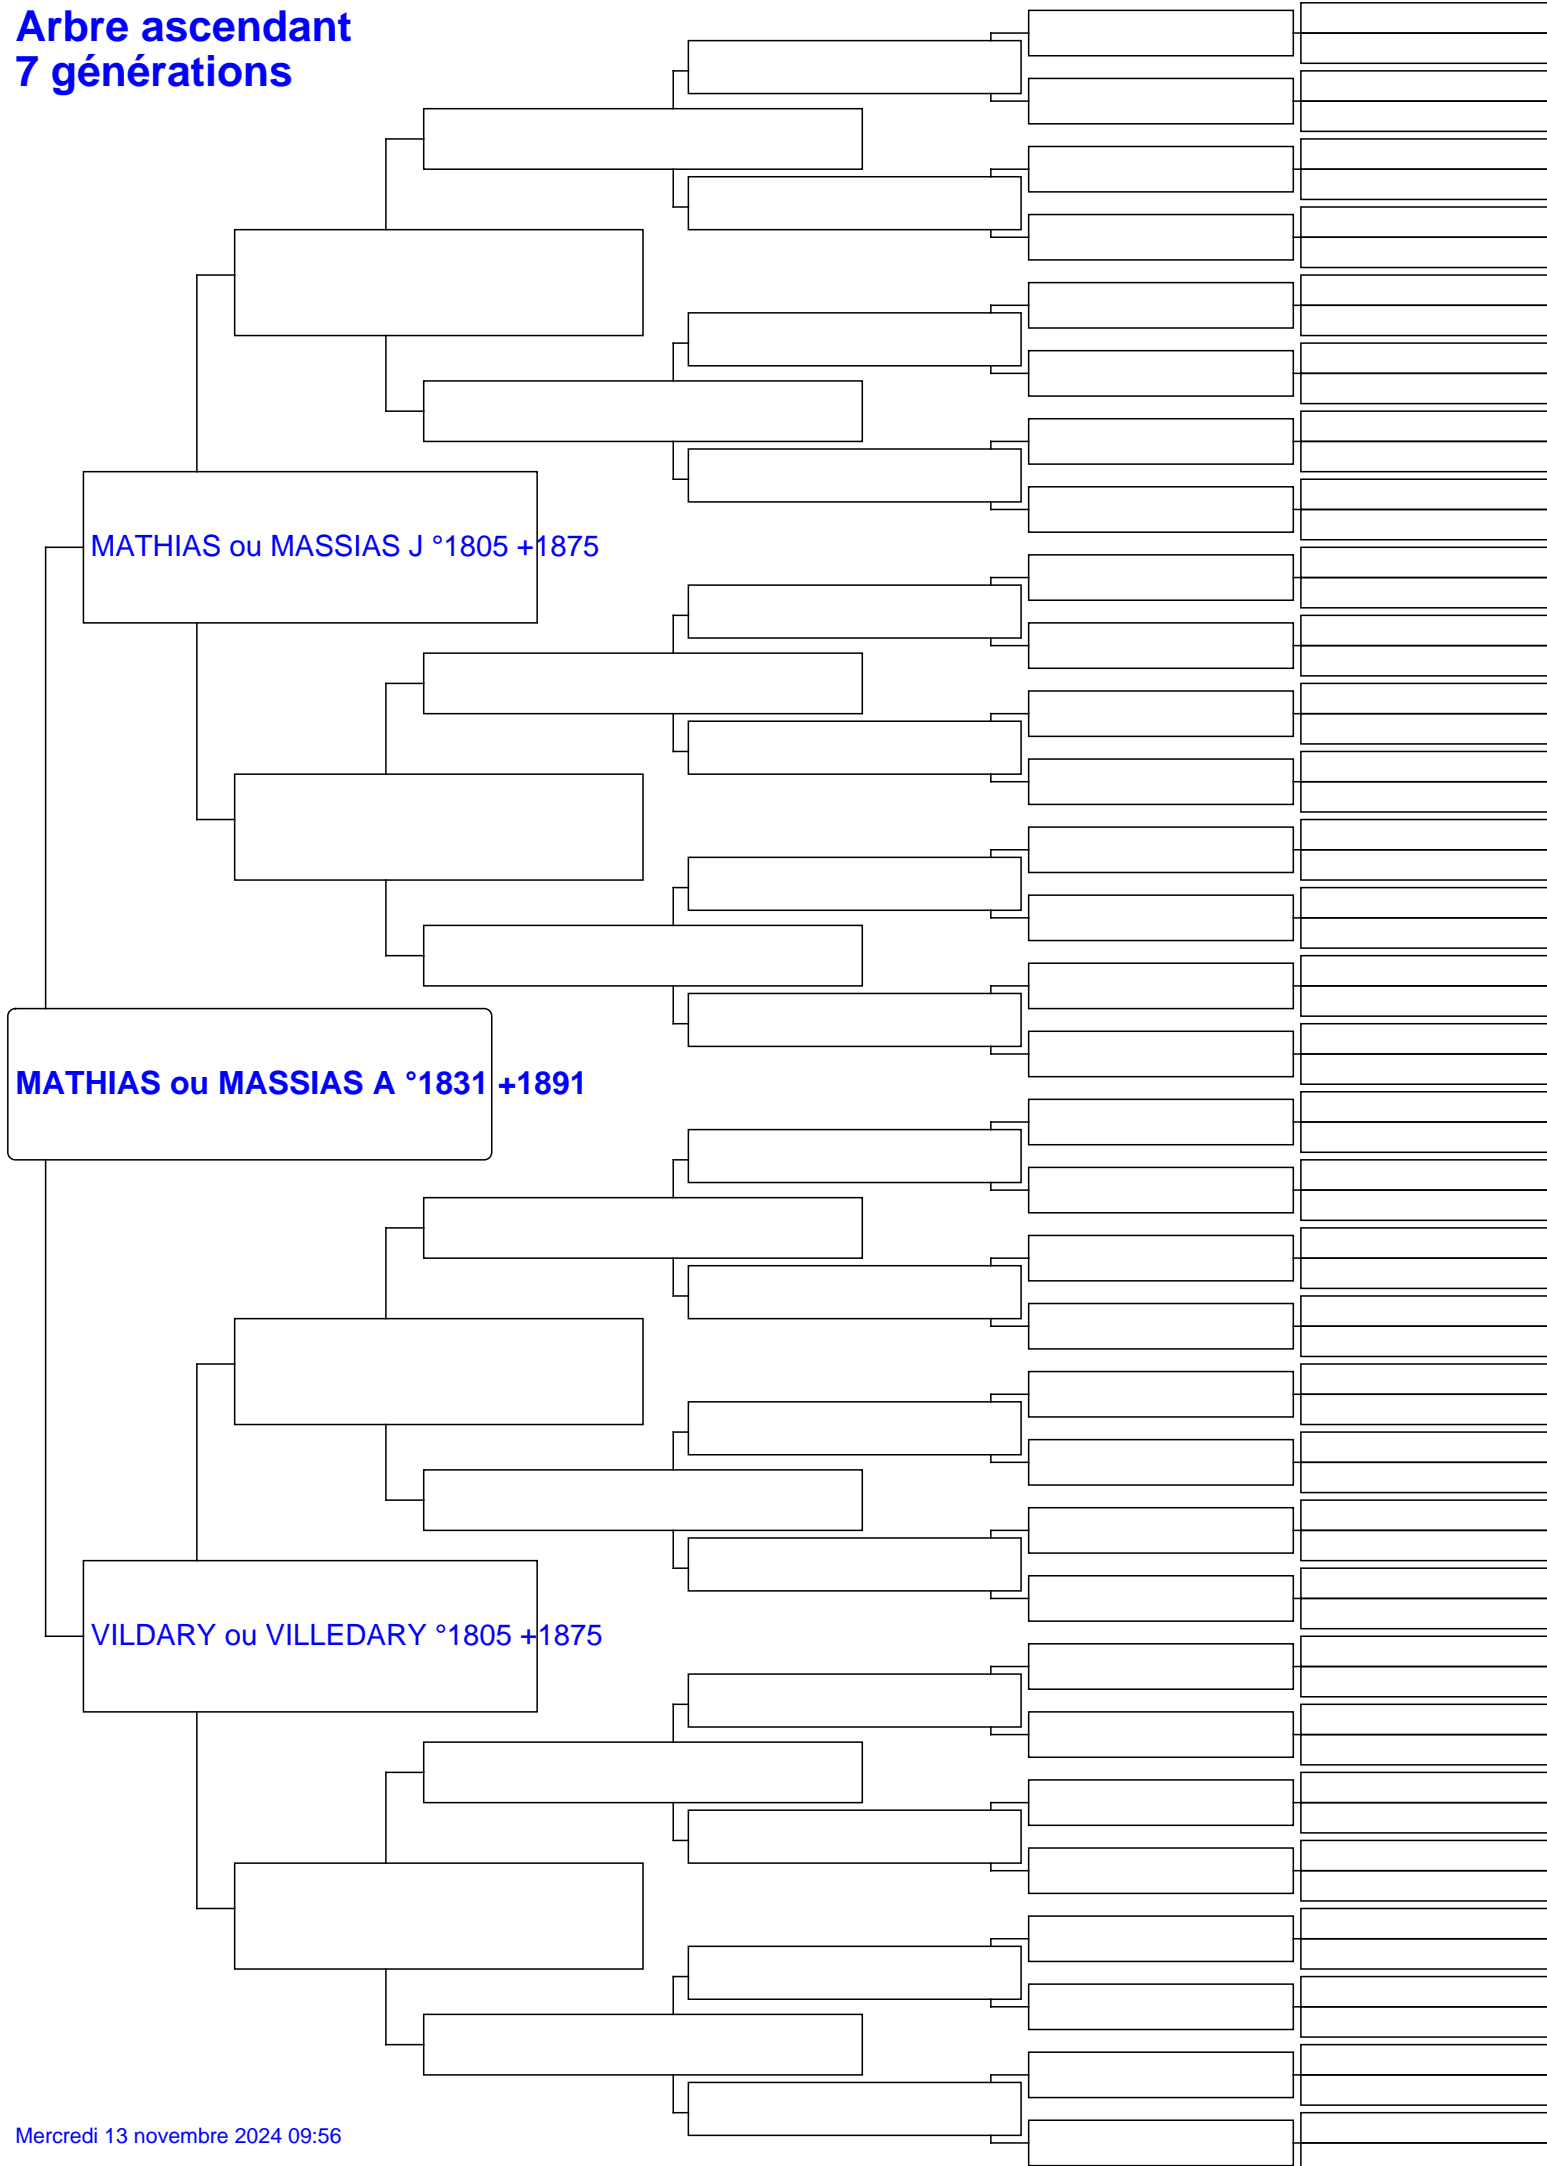 Arbre ascendant
7 générations
MATHIAS ou MASSIAS J °1805 +1875
MATHIAS ou MASSIAS A °1831 +1891
VILDARY ou VILLEDARY °1805 +1875
Mercredi 13 novembre 2024 09:56